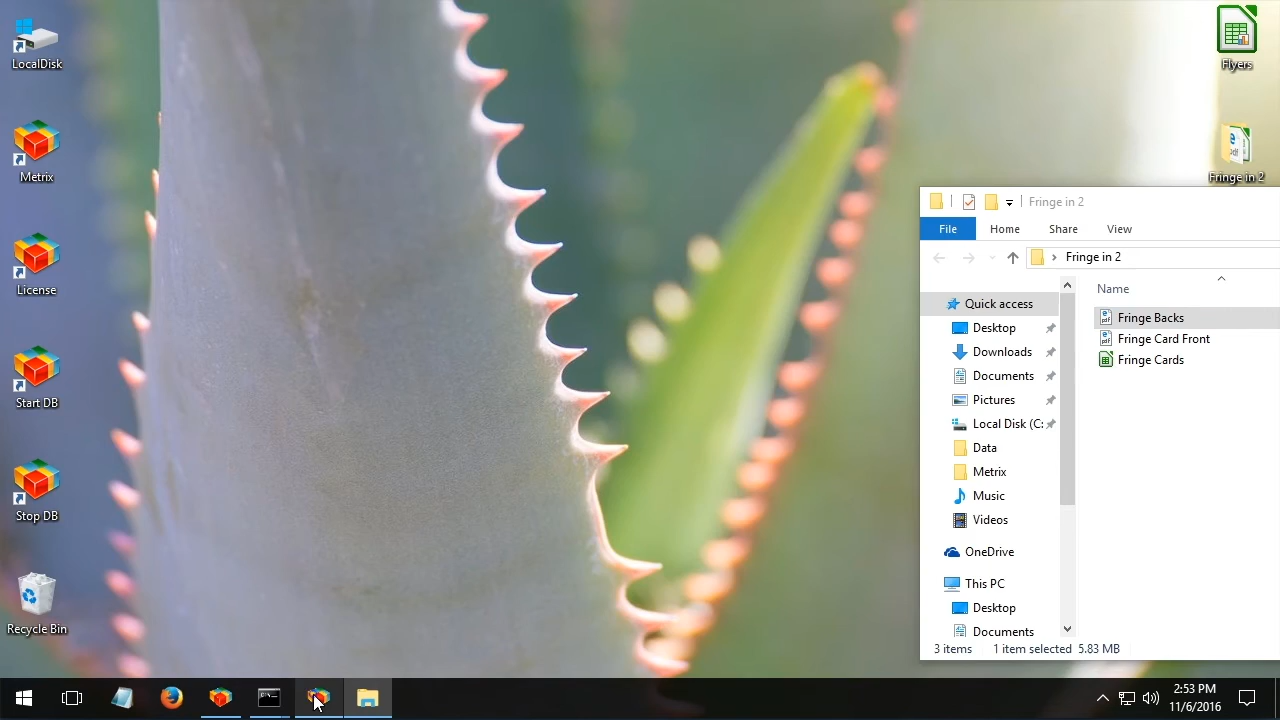 LocalDisk
Metrix
License
Start DB
Stop DB
Recycle Bin
Flyers
Fringe in 2
Fringe in 2
File
Home
Share
View
Fringe in 2
Name
Quick access
Desktop
Downloads
Documents
Pictures
Local Disk (C:
Data
Metrix
Music
Videos
OneDrive
This PC
Desktop
Documents
Fringe Backs
Fringe Card Front
Fringe Cards
3 items
1 item selected 5.83 MB
2:53 PM
11/6/2016